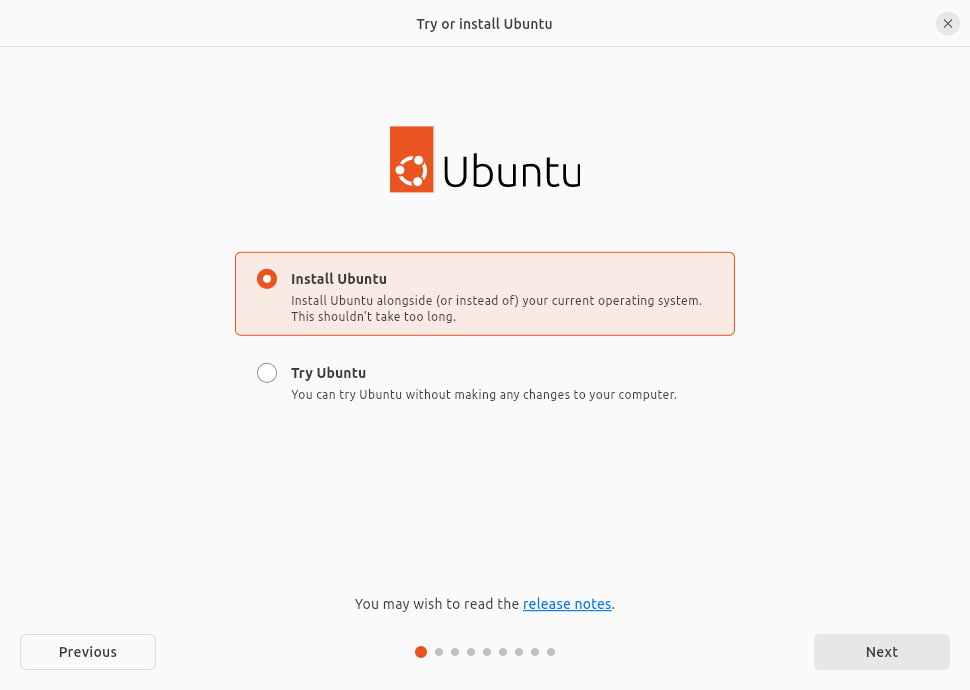 Try or install Ubuntu
Ubuntu
Install Ubuntu
Install Ubuntu alongside (or instead of) your current operating system.
This shouldn't take too long.
Try Ubuntu
You can try Ubuntu without making any changes to your computer.
You may wish to read the release notes.
Previous
Next